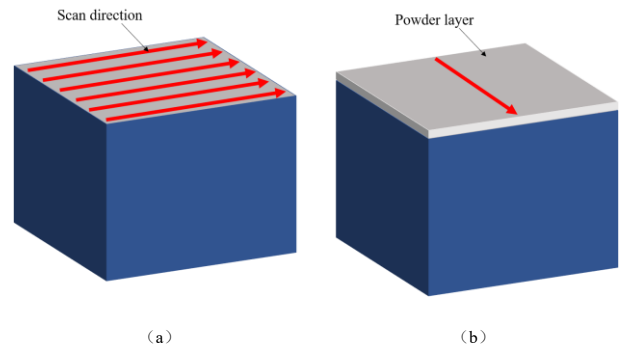 Scan direction
Powder layer
（a）
（b）